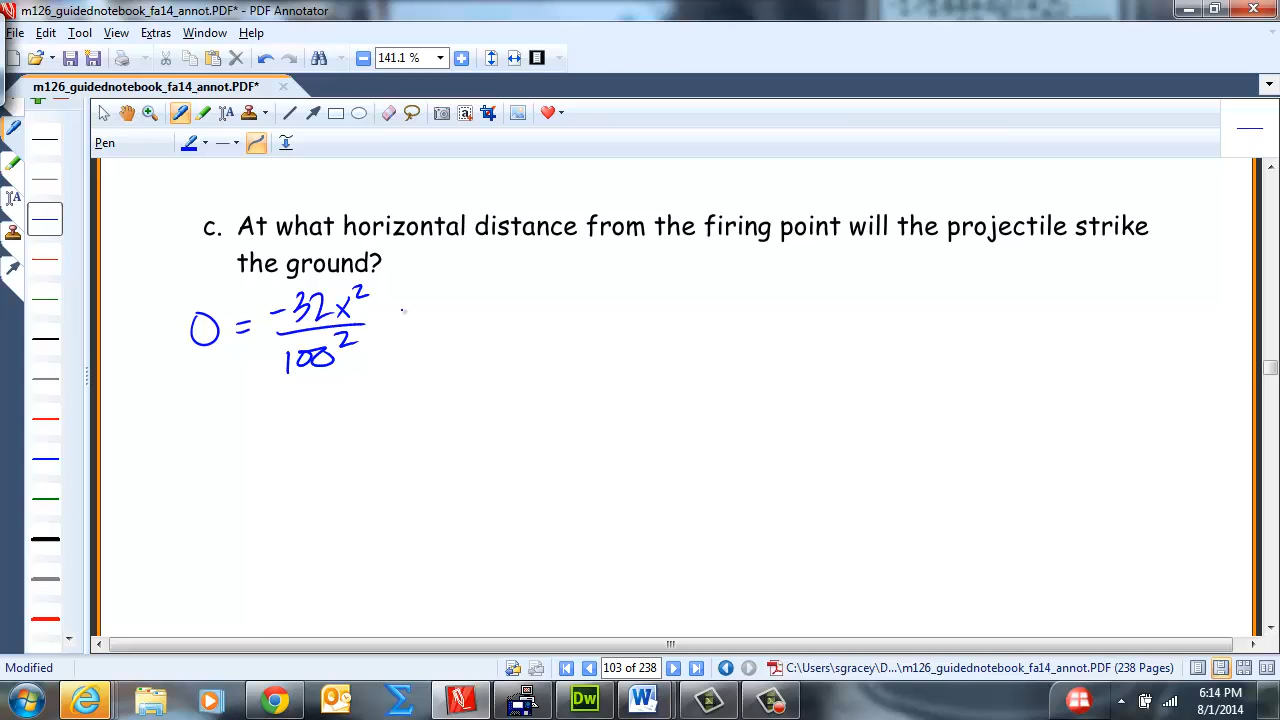 m126_guidednotebook_fa14_annot.PDF* - PDF Annotator
File Edit Tool View Extras Window Help
141.1 %
m126_guidednotebook_fa14_annot.PDF*
Pen
c. At what horizontal distance from the firing point will the projectile strike
the ground?
0 = -32x²
100²
103 of 238
C:\Users\sgracey\D...\m126_guidednotebook_fa14_annot.PDF (238 Pages)
Modified
Dw
6:14 PM
8/1/2014